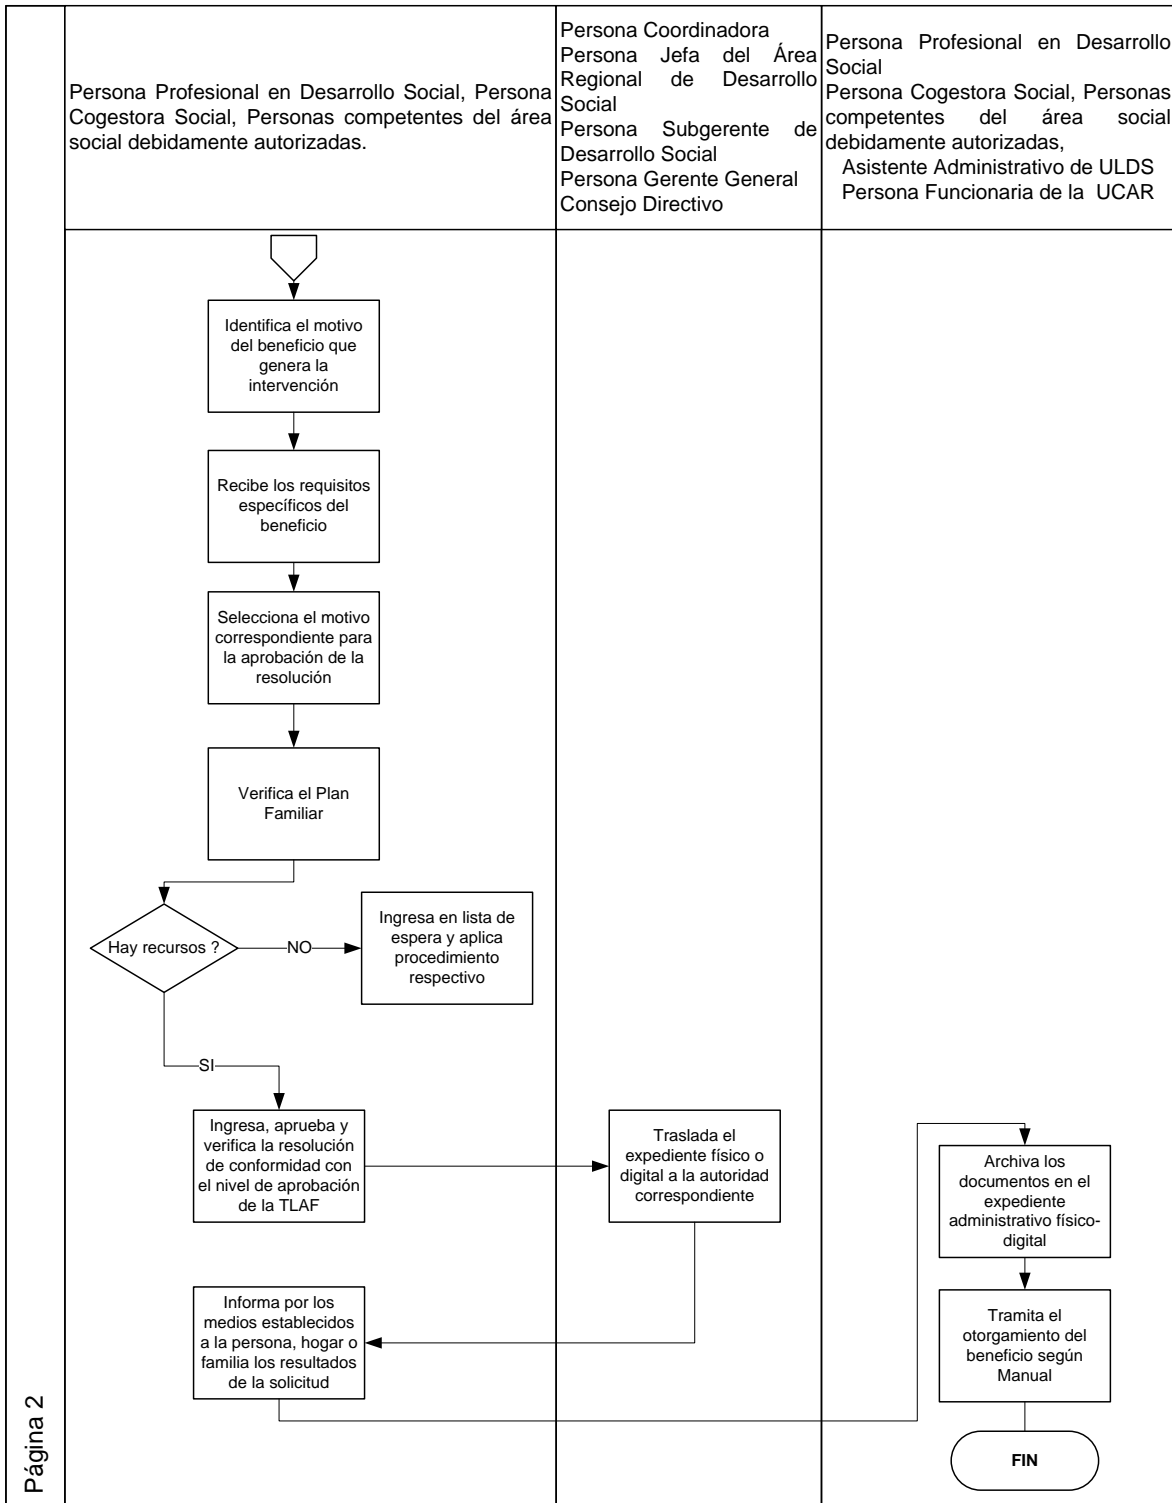 Persona Profesional en Desarrollo Social, Persona
Cogestora Social, Personas competentes del área
social debidamente autorizadas.
Persona Coordinadora
Persona Jefa del Área
Regional de Desarrollo
Social
Persona Subgerente de
Desarrollo Social
Persona Gerente General
Consejo Directivo
Persona Profesional en Desarrollo
Social
Persona Cogestora Social, Personas
competentes del área social
debidamente autorizadas,
Asistente Administrativo de ULDS
Persona Funcionaria de la UCAR
Identifica el motivo
del beneficio que
genera la
intervención
Recibe los requisitos
específicos del
beneficio
Selecciona el motivo
correspondiente para
la aprobación de la
resolución
Verifica el Plan
Familiar
Hay recursos ?
NO
Ingresa en lista de
espera y aplica
procedimiento
respectivo
SI
Ingresa, aprueba y
verifica la resolución
de conformidad con
el nivel de aprobación
de la TLAF
Traslada el
expediente físico o
digital a la autoridad
correspondiente
Informa por los
medios establecidos
a la persona, hogar o
familia los resultados
de la solicitud
Archiva los
documentos en el
expediente
administrativo físico-
digital
Tramita el
otorgamiento del
beneficio según
Manual
FIN
Página 2